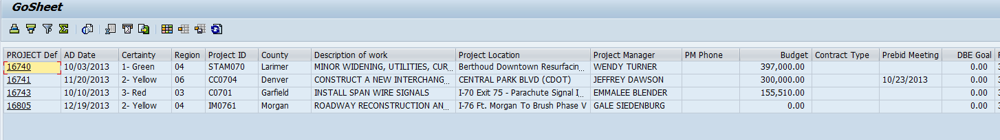 GoSheet
PROJECT Def AD Date Certainty Region Project ID County Description of work Project Location Project Manager PM Phone Budget Contract Type Prebid Meeting DBE Goal
16740 10/03/2013 1- Green 04 STAM070 Larimer MINOR WIDENING, UTILITIES, CUR... Berthoud Downtown Resurfacin... WENDY TURNER 397,000.00 0.00
16741 11/20/2013 2- Yellow 06 CC0704 Denver CONSTRUCT A NEW INTERCHANG... CENTRAL PARK BLVD (CDOT) JEFFREY DAWSON 300,000.00 10/23/2013 0.00
16743 10/10/2013 3- Red 03 C0701 Garfield INSTALL SPAN WIRE SIGNALS I-70 Exit 75 - Parachute Signal I... EMMALEE BLENDER 155,510.00 0.00
16805 12/19/2013 2- Yellow 04 IM0761 Morgan ROADWAY RECONSTRUCTION AN... I-76 Ft. Morgan To Brush Phase V GALE SIEDENBURG 0.00 0.00